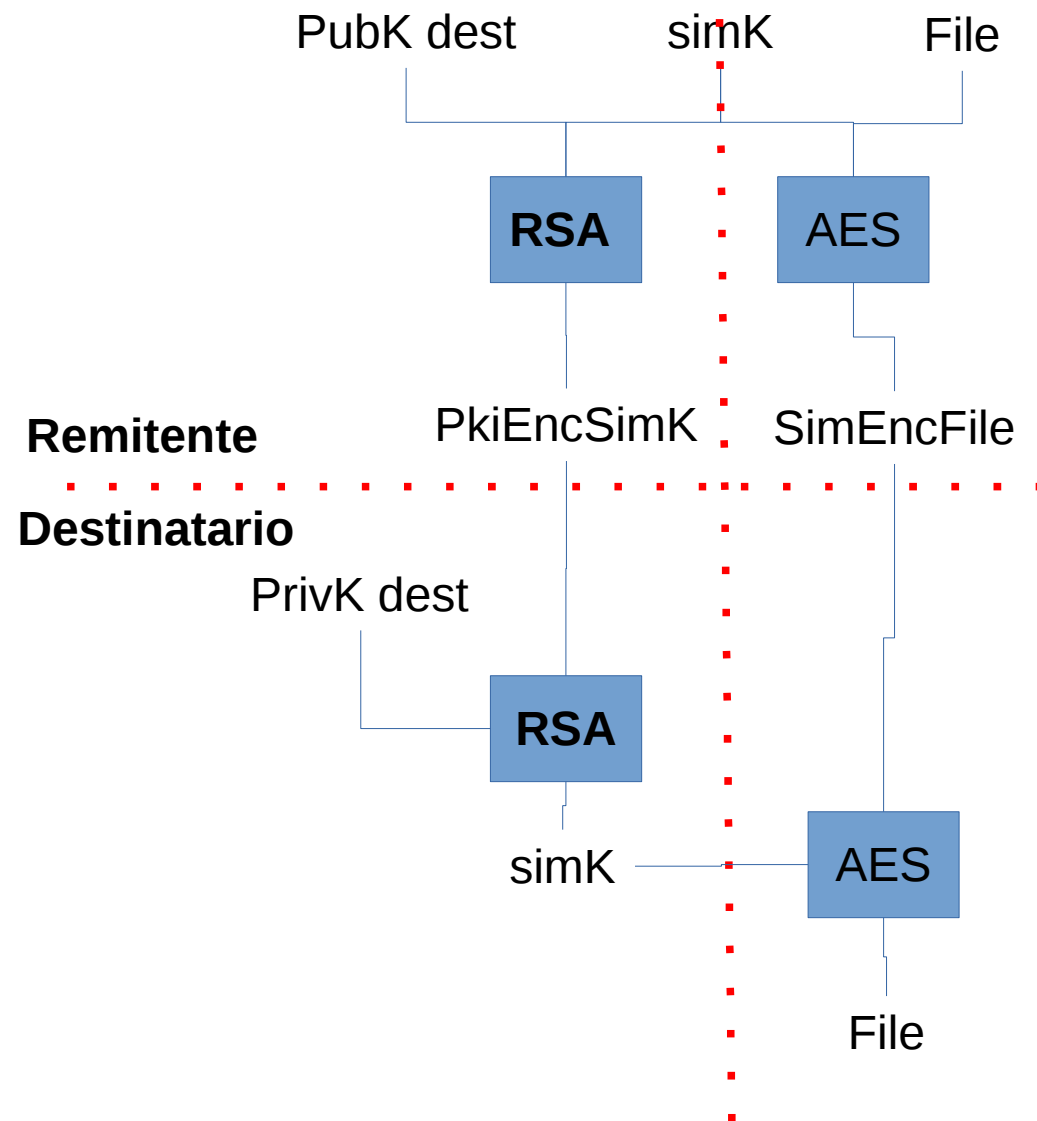 PubK dest
simK
File
RSA
AES
PkiEncSimK
SimEncFile
Remitente
Destinatario
PrivK dest
RSA
simK
AES
File